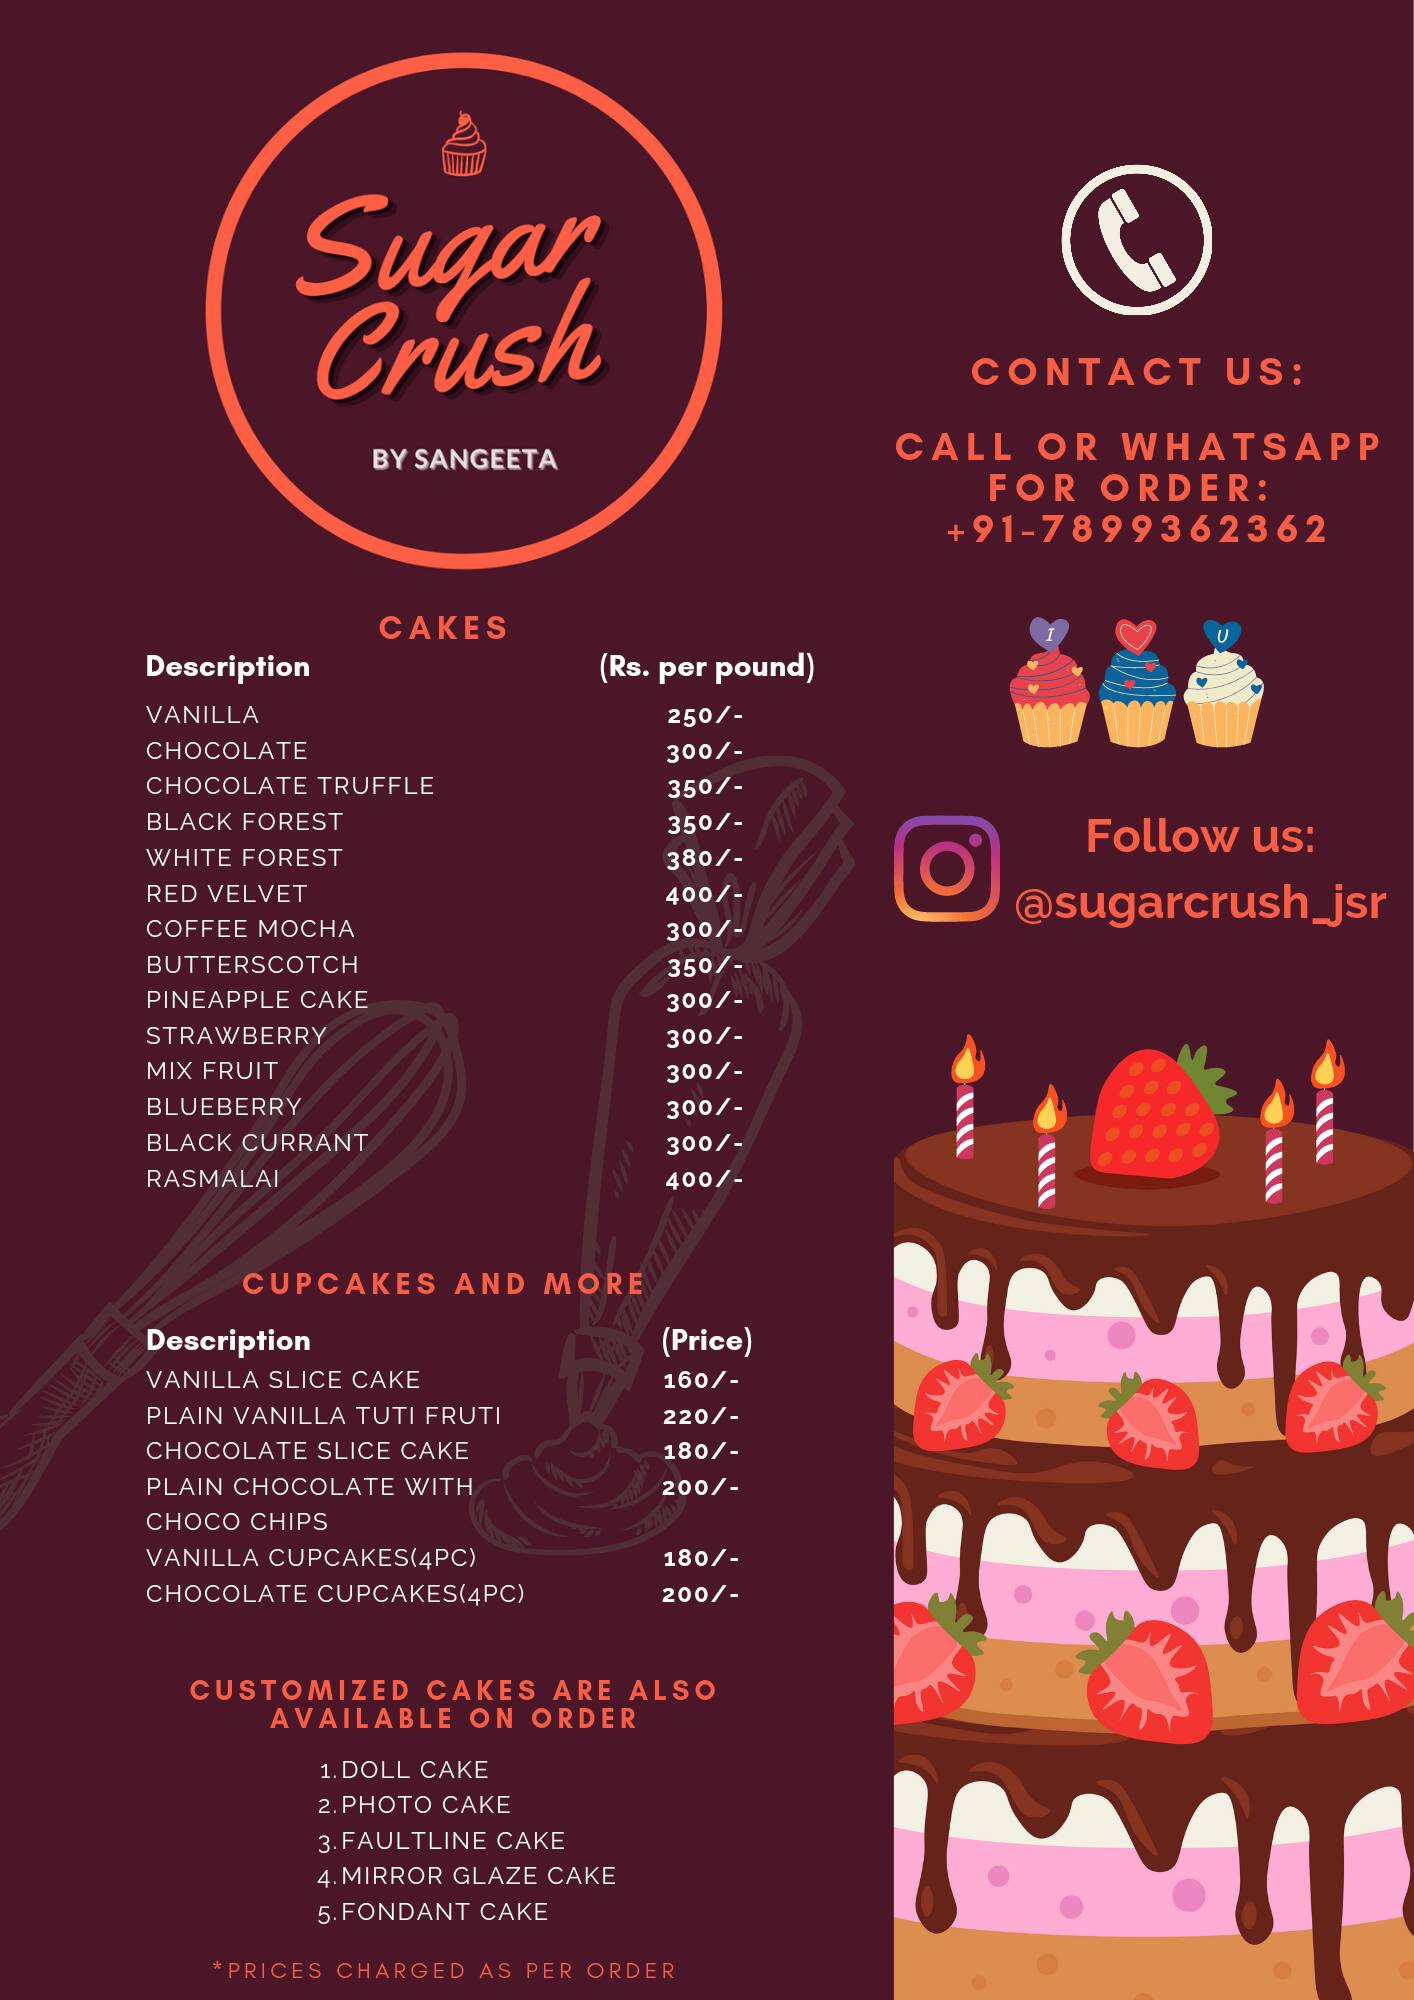 Sugar
Crush
BY SANGEETA
CONTACT US:
CALL OR WHATSAPP
FOR ORDER:
+91-7899362362
I
U
Follow us:
@sugarcrush_jsr
CAKES
Description (Rs. per pound)
VANILLA 250/-
CHOCOLATE 300/-
CHOCOLATE TRUFFLE 350/-
BLACK FOREST 350/-
WHITE FOREST 380/-
RED VELVET 400/-
COFFEE MOCHA 300/-
BUTTERSCOTCH 350/-
PINEAPPLE CAKE 300/-
STRAWBERRY 300/-
MIX FRUIT 300/-
BLUEBERRY 300/-
BLACK CURRANT 300/-
RASMALAI 400/-
CUPCAKES AND MORE
Description (Price)
VANILLA SLICE CAKE 160/-
PLAIN VANILLA TUTI FRUTI 220/-
CHOCOLATE SLICE CAKE 180/-
PLAIN CHOCOLATE WITH 200/-
CHOCO CHIPS
VANILLA CUPCAKES(4PC) 180/-
CHOCOLATE CUPCAKES(4PC) 200/-
CUSTOMIZED CAKES ARE ALSO
AVAILABLE ON ORDER
1. DOLL CAKE
2. PHOTO CAKE
3. FAULTLINE CAKE
4. MIRROR GLAZE CAKE
5. FONDANT CAKE
*PRICES CHARGED AS PER ORDER